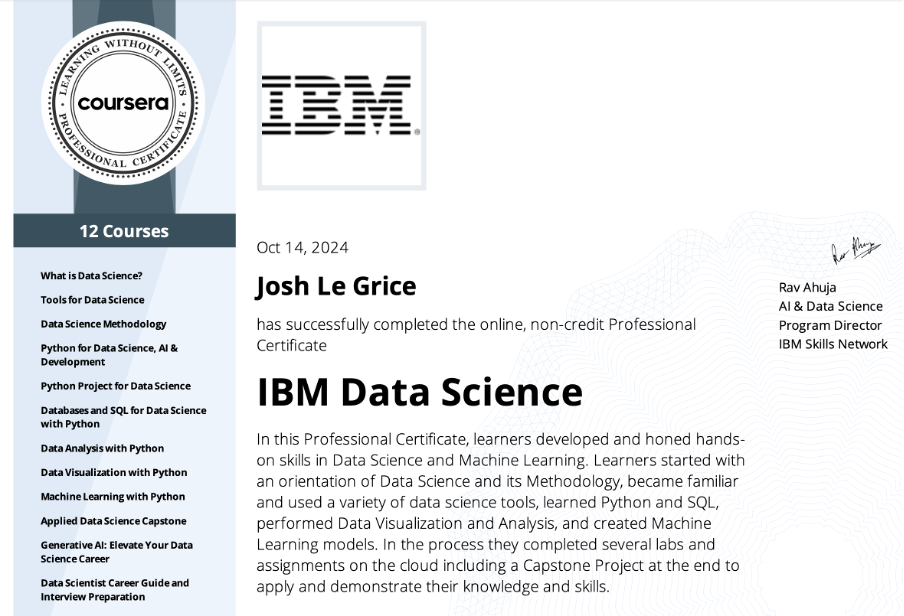 LEARNING WITHOUT LIMITS
coursera
PROFESSIONAL CERTIFICATE
IBM®
12 Courses
What is Data Science?
Tools for Data Science
Data Science Methodology
Python for Data Science, AI &
Development
Python Project for Data Science
Databases and SQL for Data Science
with Python
Data Analysis with Python
Data Visualization with Python
Machine Learning with Python
Applied Data Science Capstone
Generative AI: Elevate Your Data
Science Career
Data Scientist Career Guide and
Interview Preparation
Oct 14, 2024
Josh Le Grice
has successfully completed the online, non-credit Professional
Certificate
IBM Data Science
In this Professional Certificate, learners developed and honed hands-
on skills in Data Science and Machine Learning. Learners started with
an orientation of Data Science and its Methodology, became familiar
and used a variety of data science tools, learned Python and SQL,
performed Data Visualization and Analysis, and created Machine
Learning models. In the process they completed several labs and
assignments on the cloud including a Capstone Project at the end to
apply and demonstrate their knowledge and skills.
Rav Ahuja
Rav Ahuja
AI & Data Science
Program Director
IBM Skills Network